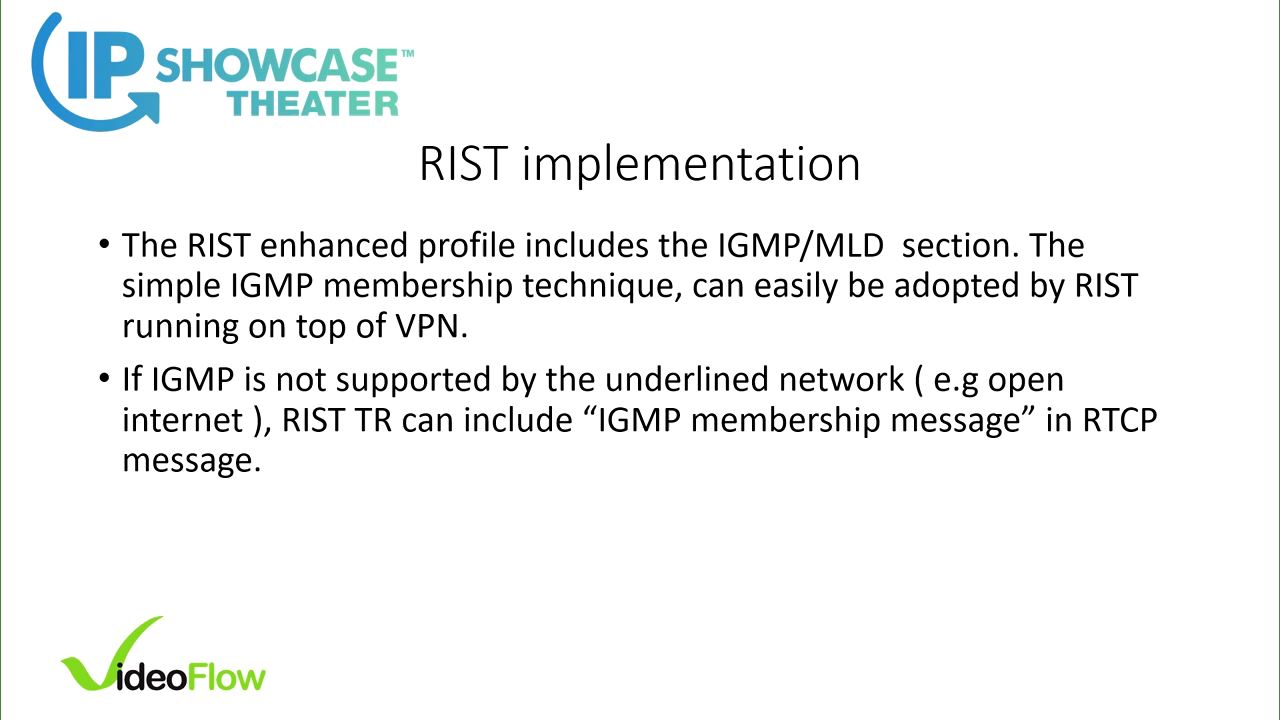 IP SHOWCASE™
THEATER
RIST implementation
• The RIST enhanced profile includes the IGMP/MLD  section. The
simple IGMP membership technique, can easily be adopted by RIST
running on top of VPN.
• If IGMP is not supported by the underlined network ( e.g open
internet ), RIST TR can include “IGMP membership message” in RTCP
message.
VideoFlow